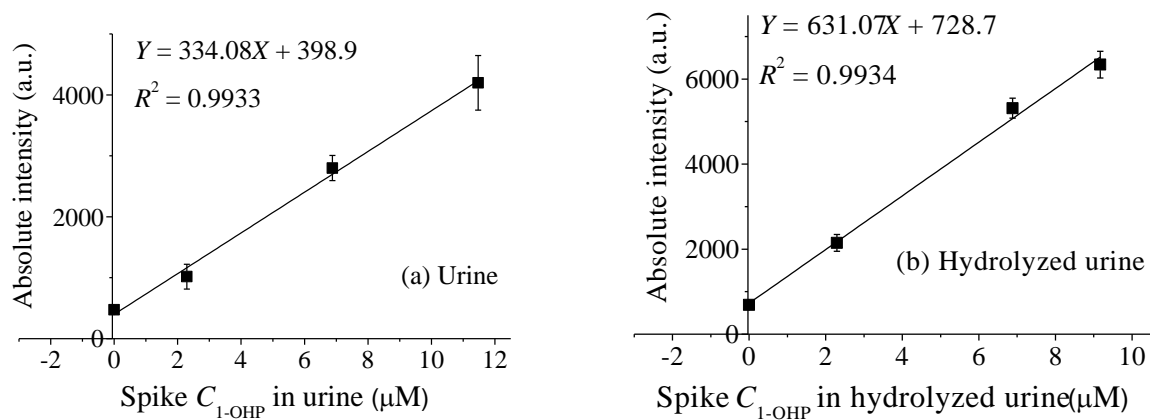 Y = 334.08X + 398.9
R² = 0.9933
Absolute intensity (a.u.)
4000
2000
0
(a) Urine
-2 0 2 4 6 8 10 12
Spike C₁₋OHP in urine (μM)
Y = 631.07X + 728.7
R² = 0.9934
Absolute intensity (a.u.)
6000
4000
2000
0
(b) Hydrolyzed urine
-2 0 2 4 6 8 10
Spike C₁₋OHP in hydrolyzed urine(μM)